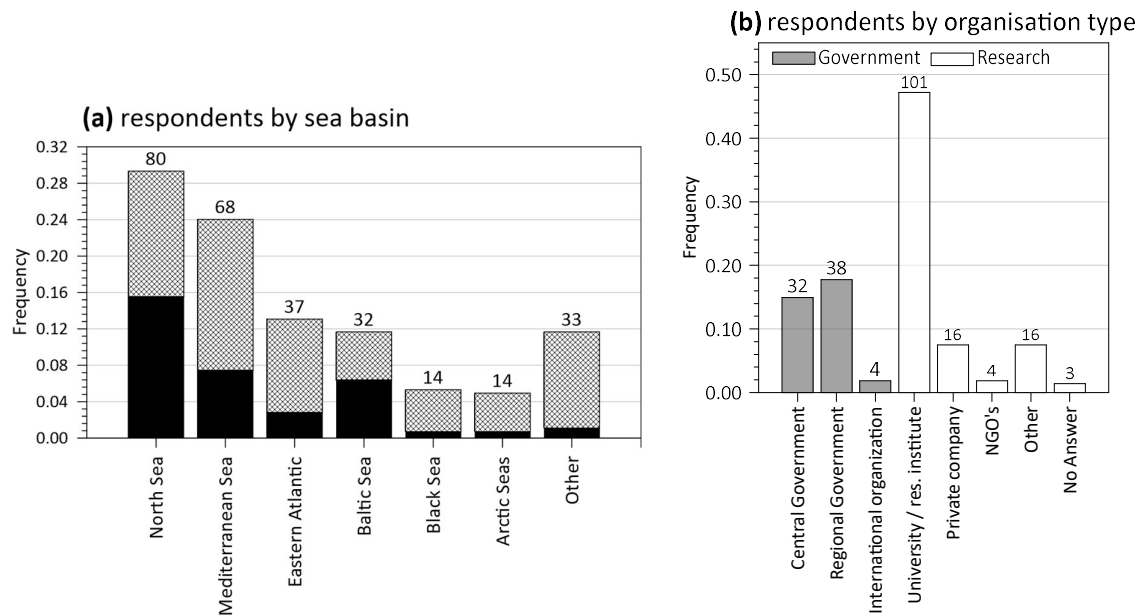 (b) respondents by organisation type
Government
Research
101
0.50
0.40
0.30
0.20
0.10
0.00
Frequency
32
38
4
16
4
16
3
Central Government
Regional Government
International organization
University / res. institute
Private company
NGO's
Other
No Answer
(a) respondents by sea basin
0.32
0.28
0.24
0.20
0.16
0.12
0.08
0.04
0.00
Frequency
80
68
37
32
14
14
33
North Sea
Mediterranean Sea
Eastern Atlantic
Baltic Sea
Black Sea
Arctic Seas
Other